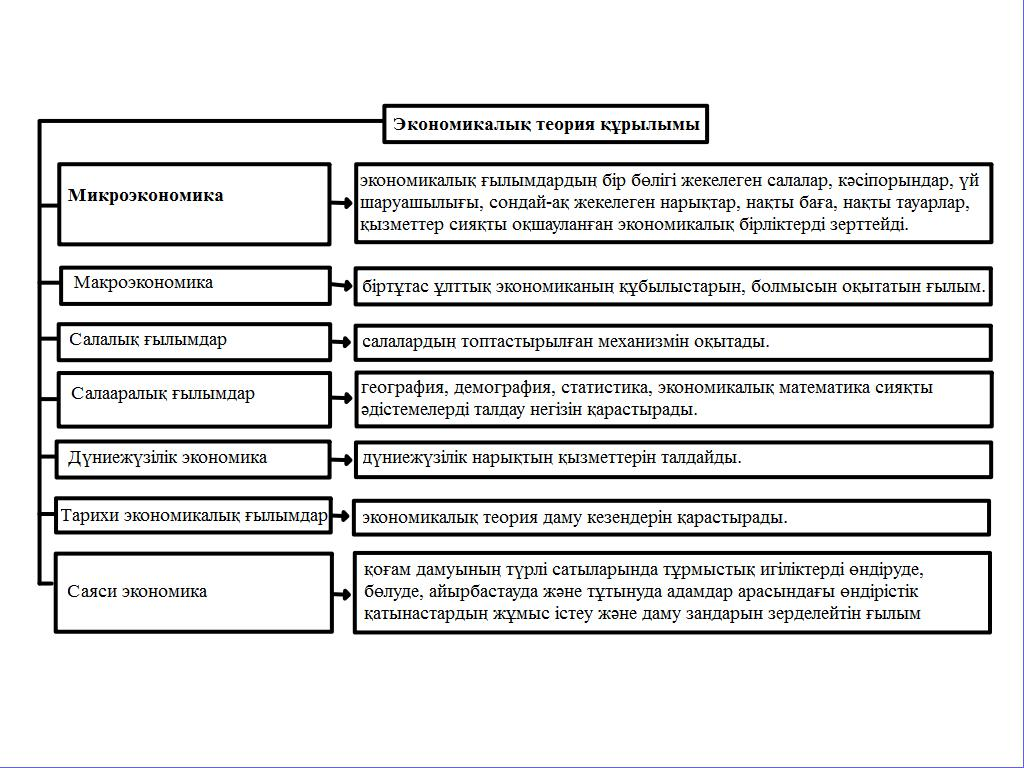 Экономикалық теория құрылымы
Микроэкономика
экономикалық ғылымдардың бір бөлігі жекелеген салалар, кәсіпорындар, үй
шаруашылығы, сондай-ақ жекелеген нарықтар, нақты баға, нақты тауарлар,
қызметтер сияқты оқшауланған экономикалық бірліктерді зерттейді.
Макроэкономика
біртұтас ұлттық экономиканың құбылыстарын, болмысын оқытатын ғылым.
Салалық ғылымдар
салалардың топтастырылған механизмін оқытады.
Салааралық ғылымдар
география, демография, статистика, экономикалық математика сияқты
әдістемелерді талдау негізін қарастырады.
Дүниежүзілік экономика
дүниежүзілік нарықтың қызметтерін талдайды.
Тарихи экономикалық ғылымдар
экономикалық теория даму кезендерін қарастырады.
Саяси экономика
қоғам дамуының түрлі сатыларында тұрмыстық игіліктерді өндіруде,
бөлуде, айырбастауда және тұтынуда адамдар арасындағы өндірістік
қатынастардың жұмыс істеу және даму зандарын зерделейтін ғылым